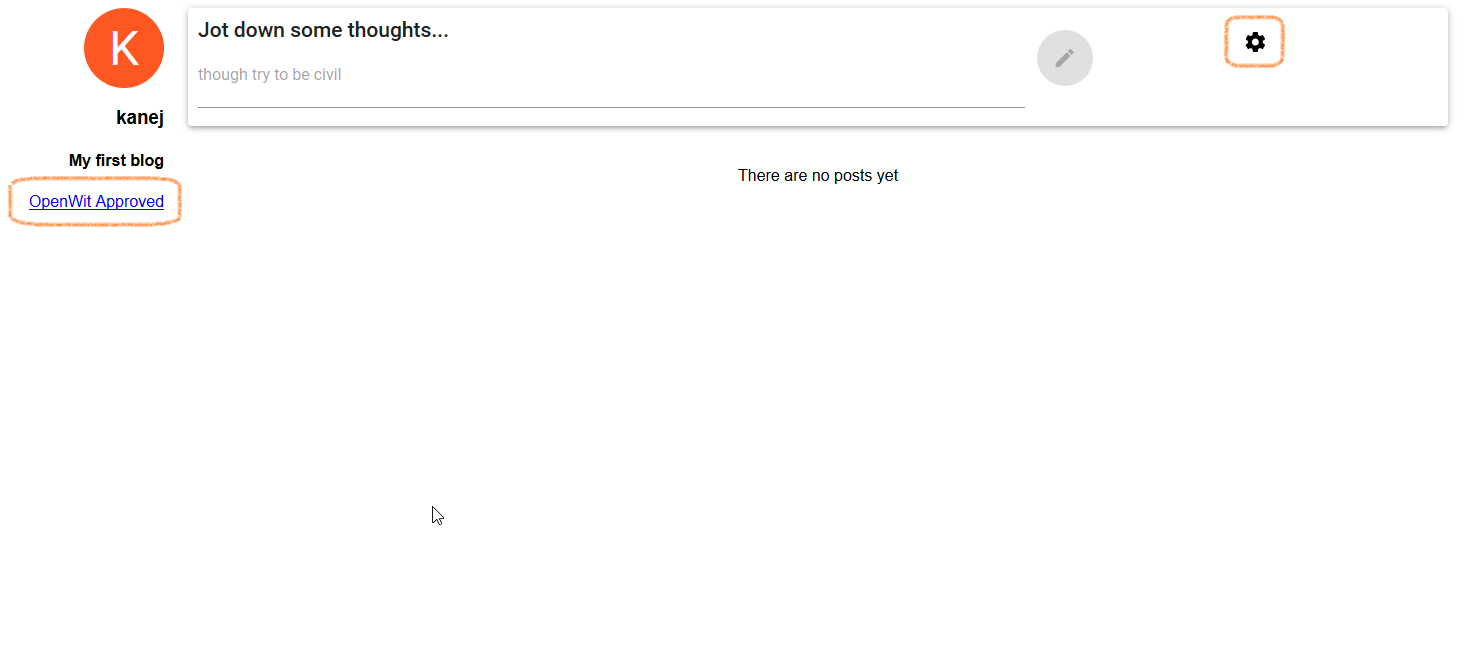 K
kanej
My first blog
OpenWit Approved
Jot down some thoughts...
though try to be civil
There are no posts yet